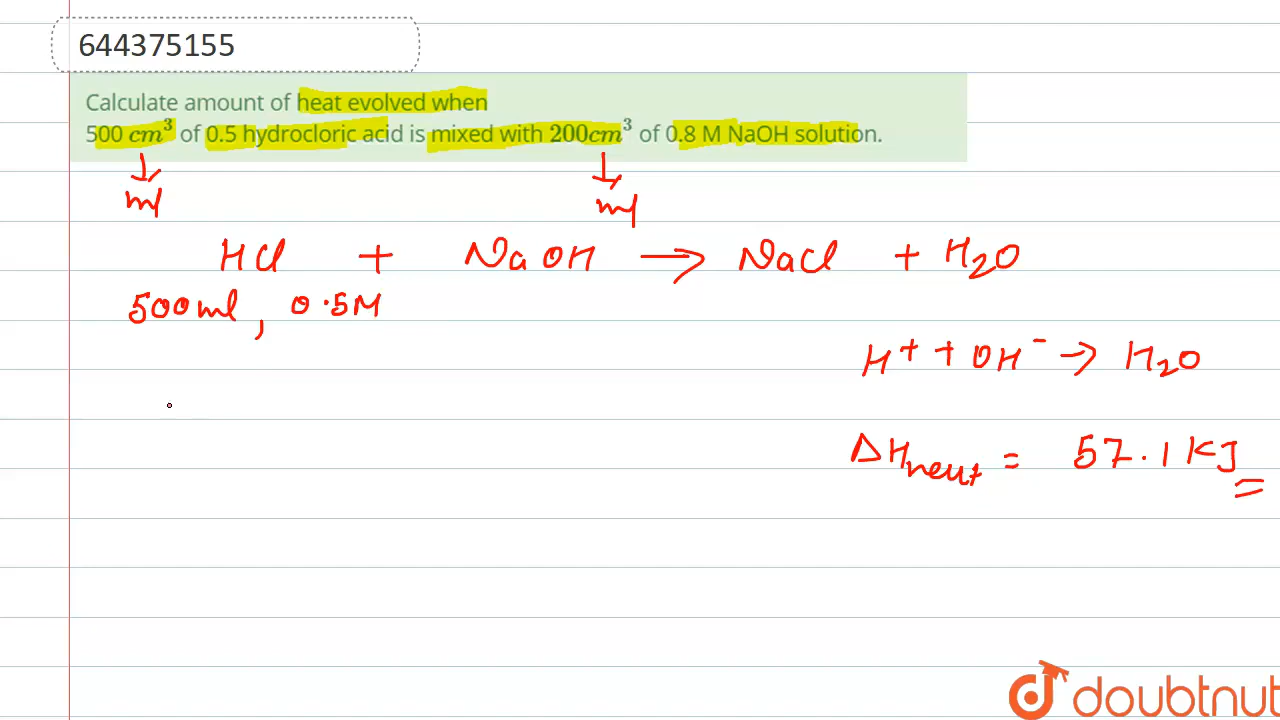 644375155
Calculate amount of heat evolved when
500 cm³ of 0.5 hydrocloric acid is mixed with 200cm³ of 0.8 M NaOH solution.
ml ml
HCl + NaOH → NaCl + H₂O
500ml, 0.5M
H⁺ + OH⁻ → H₂O
ΔHneut = 57.1 KJ
doubtnut